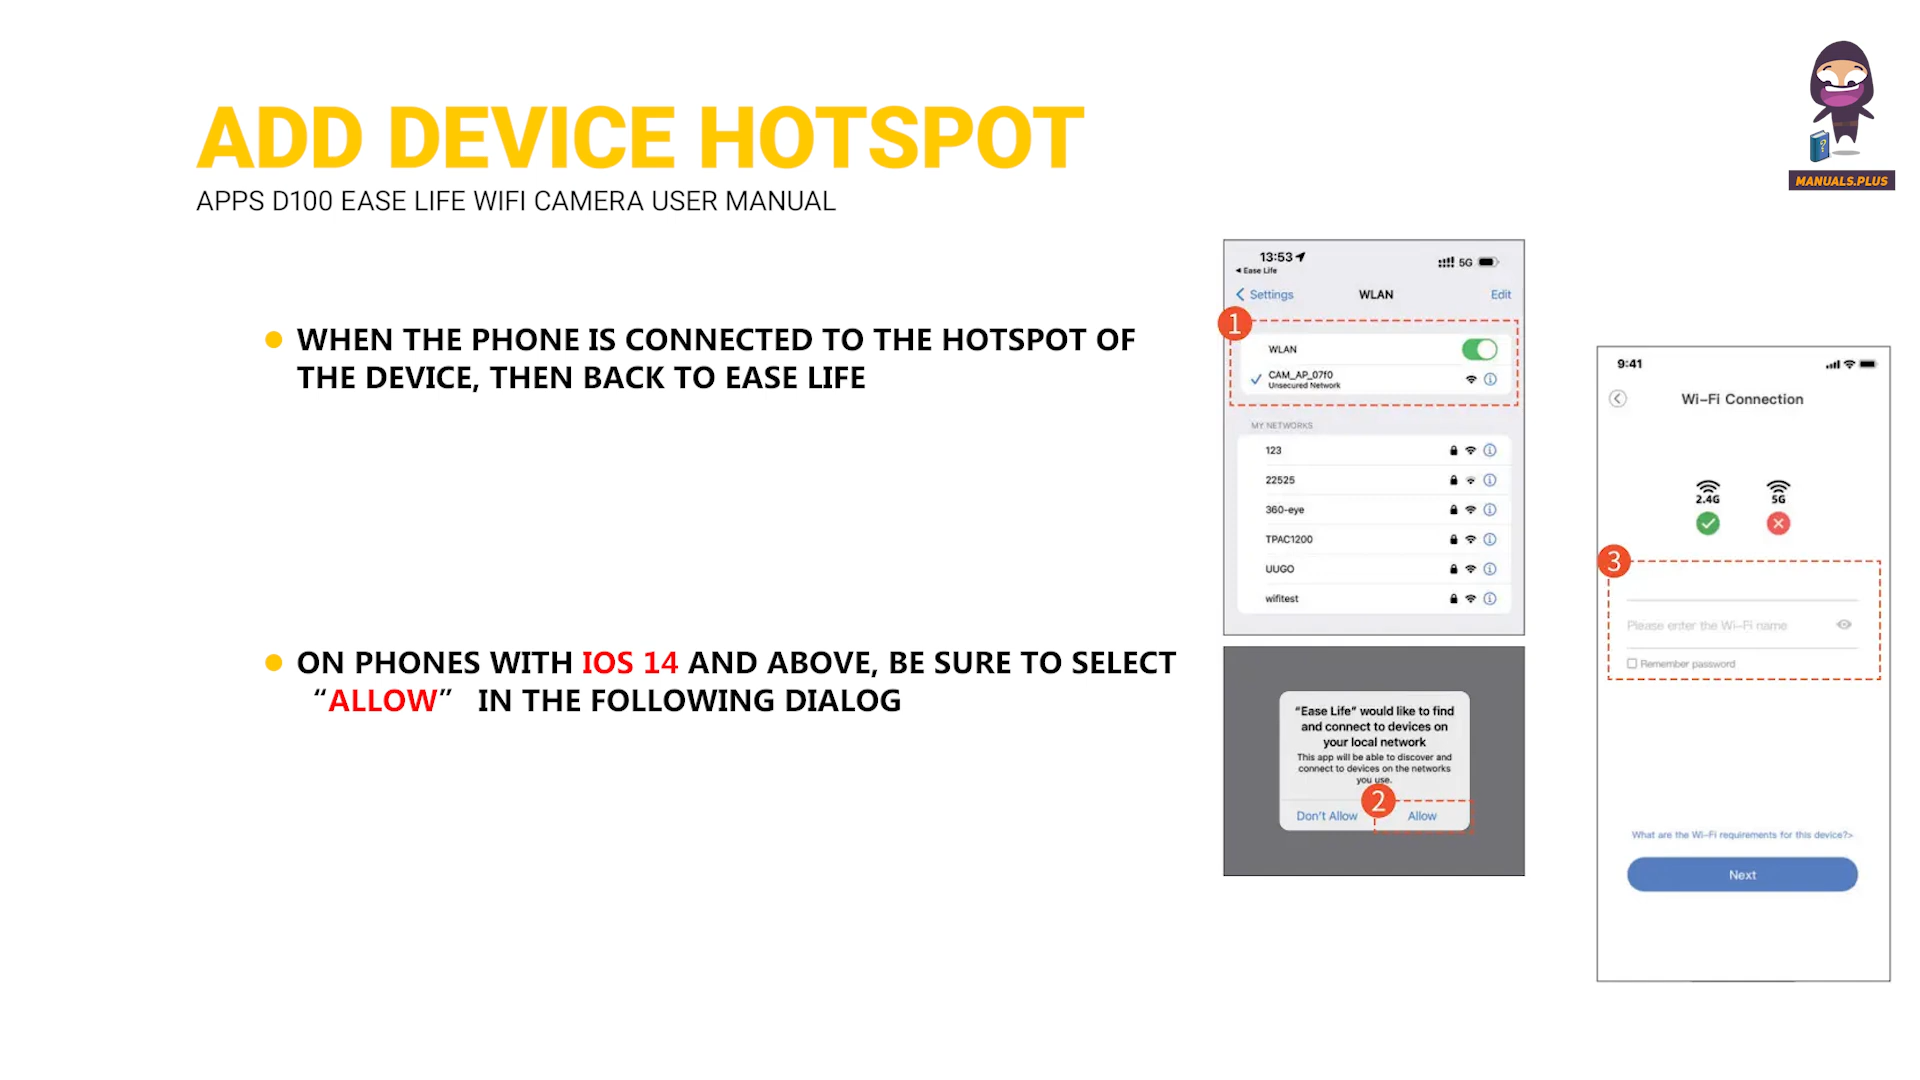 ADD DEVICE HOTSPOT
APPS D100 EASE LIFE WIFI CAMERA USER MANUAL
MANUALS.PLUS
WHEN THE PHONE IS CONNECTED TO THE HOTSPOT OF
THE DEVICE, THEN BACK TO EASE LIFE
ON PHONES WITH IOS 14 AND ABOVE, BE SURE TO SELECT
“ALLOW” IN THE FOLLOWING DIALOG
13:53 5G
Ease Life
Settings WLAN Edit
1
WLAN
CAM_AP_07f0
Unsecured Network
MY NETWORKS
123
22525
360-eye
TPAC1200
UUGO
wifitest
“Ease Life” would like to find
and connect to devices on
your local network
This app will be able to discover and
connect to devices on the networks
you use.
2
Don’t Allow Allow
9:41
Wi-Fi Connection
2.4G 5G
3
Please enter the Wi-Fi name
Remember password
What are the Wi-Fi requirements for this device?>
Next